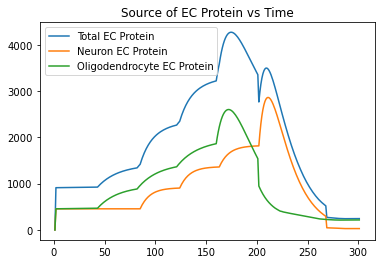 Source of EC Protein vs Time
Total EC Protein
Neuron EC Protein
Oligodendrocyte EC Protein
4000
3000
2000
1000
0
0 50 100 150 200 250 300